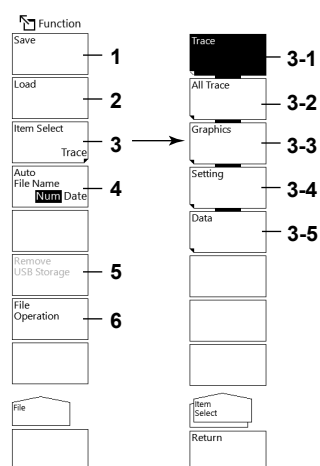 Function
Save
1
Load
2
Item Select
Trace
3
Auto
File Name
Num Date
4
Remove
USB Storage
5
File
Operation
6
File
Trace
3-1
All Trace
3-2
Graphics
3-3
Setting
3-4
Data
3-5
Item
Select
Return